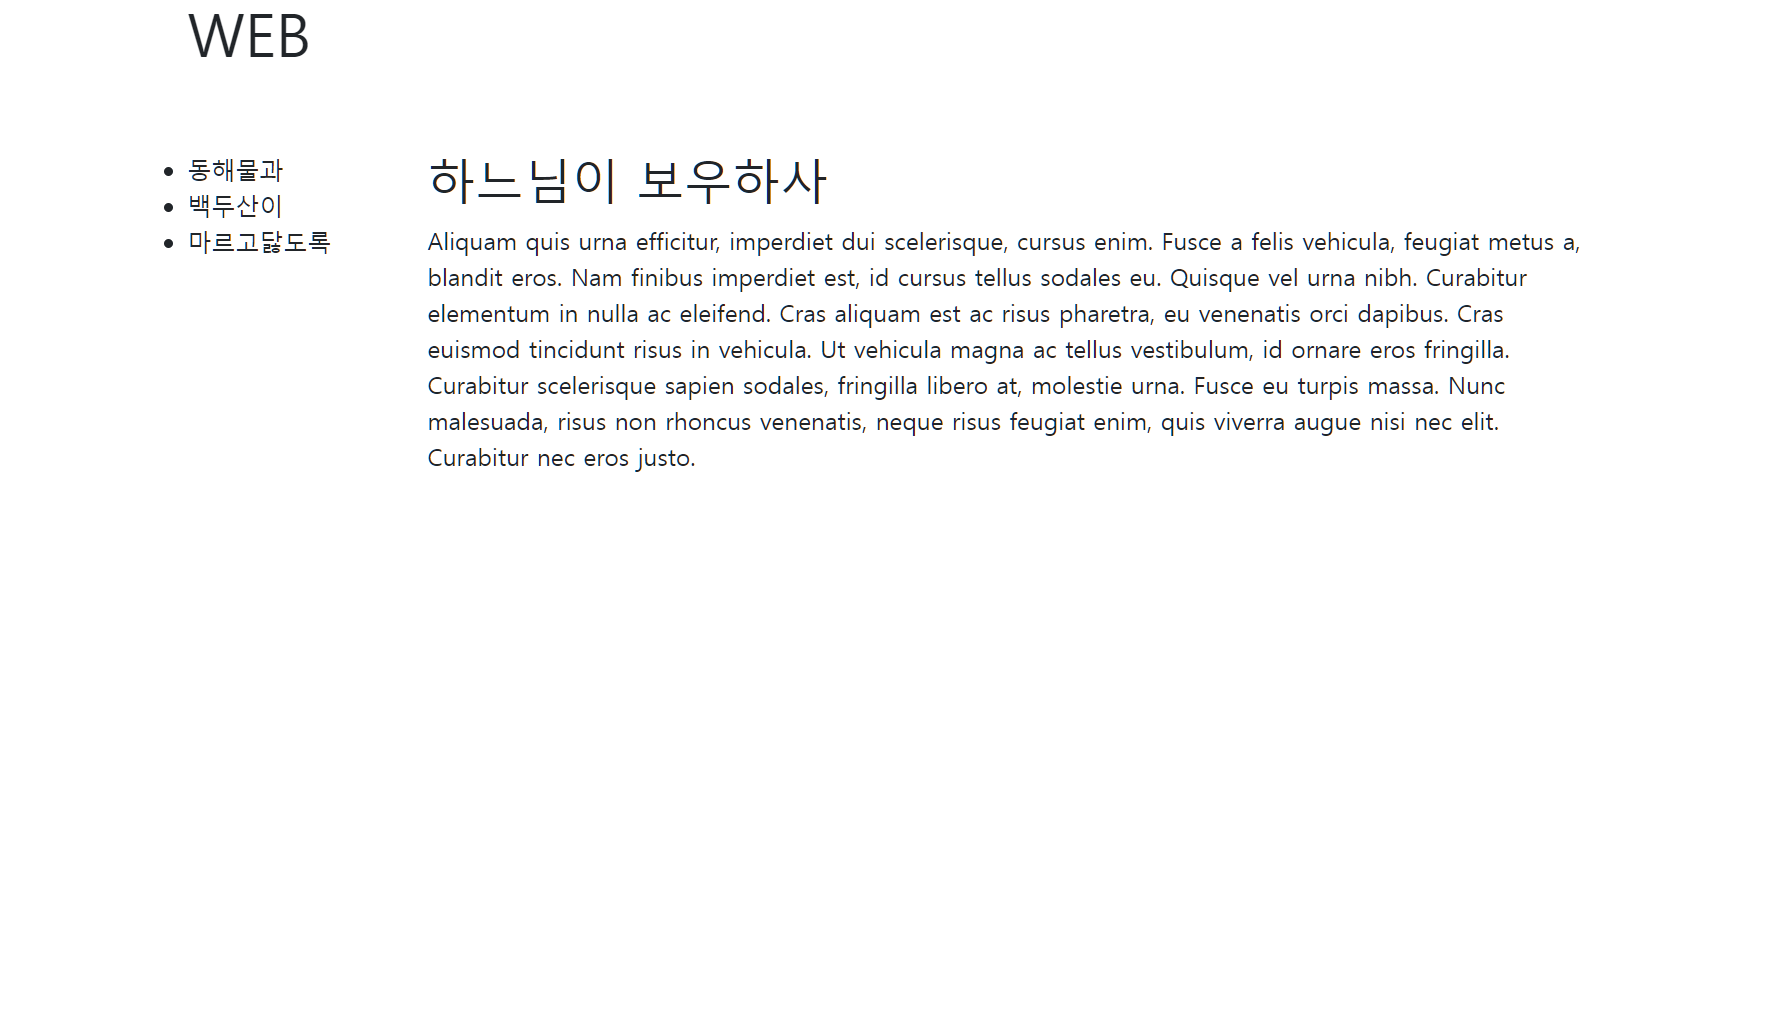 WEB
동해물과
백두산이
마르고닳도록
하느님이 보우하사
Aliquam quis urna efficitur, imperdiet dui scelerisque, cursus enim. Fusce a felis vehicula, feugiat metus a,
blandit eros. Nam finibus imperdiet est, id cursus tellus sodales eu. Quisque vel urna nibh. Curabitur
elementum in nulla ac eleifend. Cras aliquam est ac risus pharetra, eu venenatis orci dapibus. Cras
euismod tincidunt risus in vehicula. Ut vehicula magna ac tellus vestibulum, id ornare eros fringilla.
Curabitur scelerisque sapien sodales, fringilla libero at, molestie urna. Fusce eu turpis massa. Nunc
malesuada, risus non rhoncus venenatis, neque risus feugiat enim, quis viverra augue nisi nec elit.
Curabitur nec eros justo.